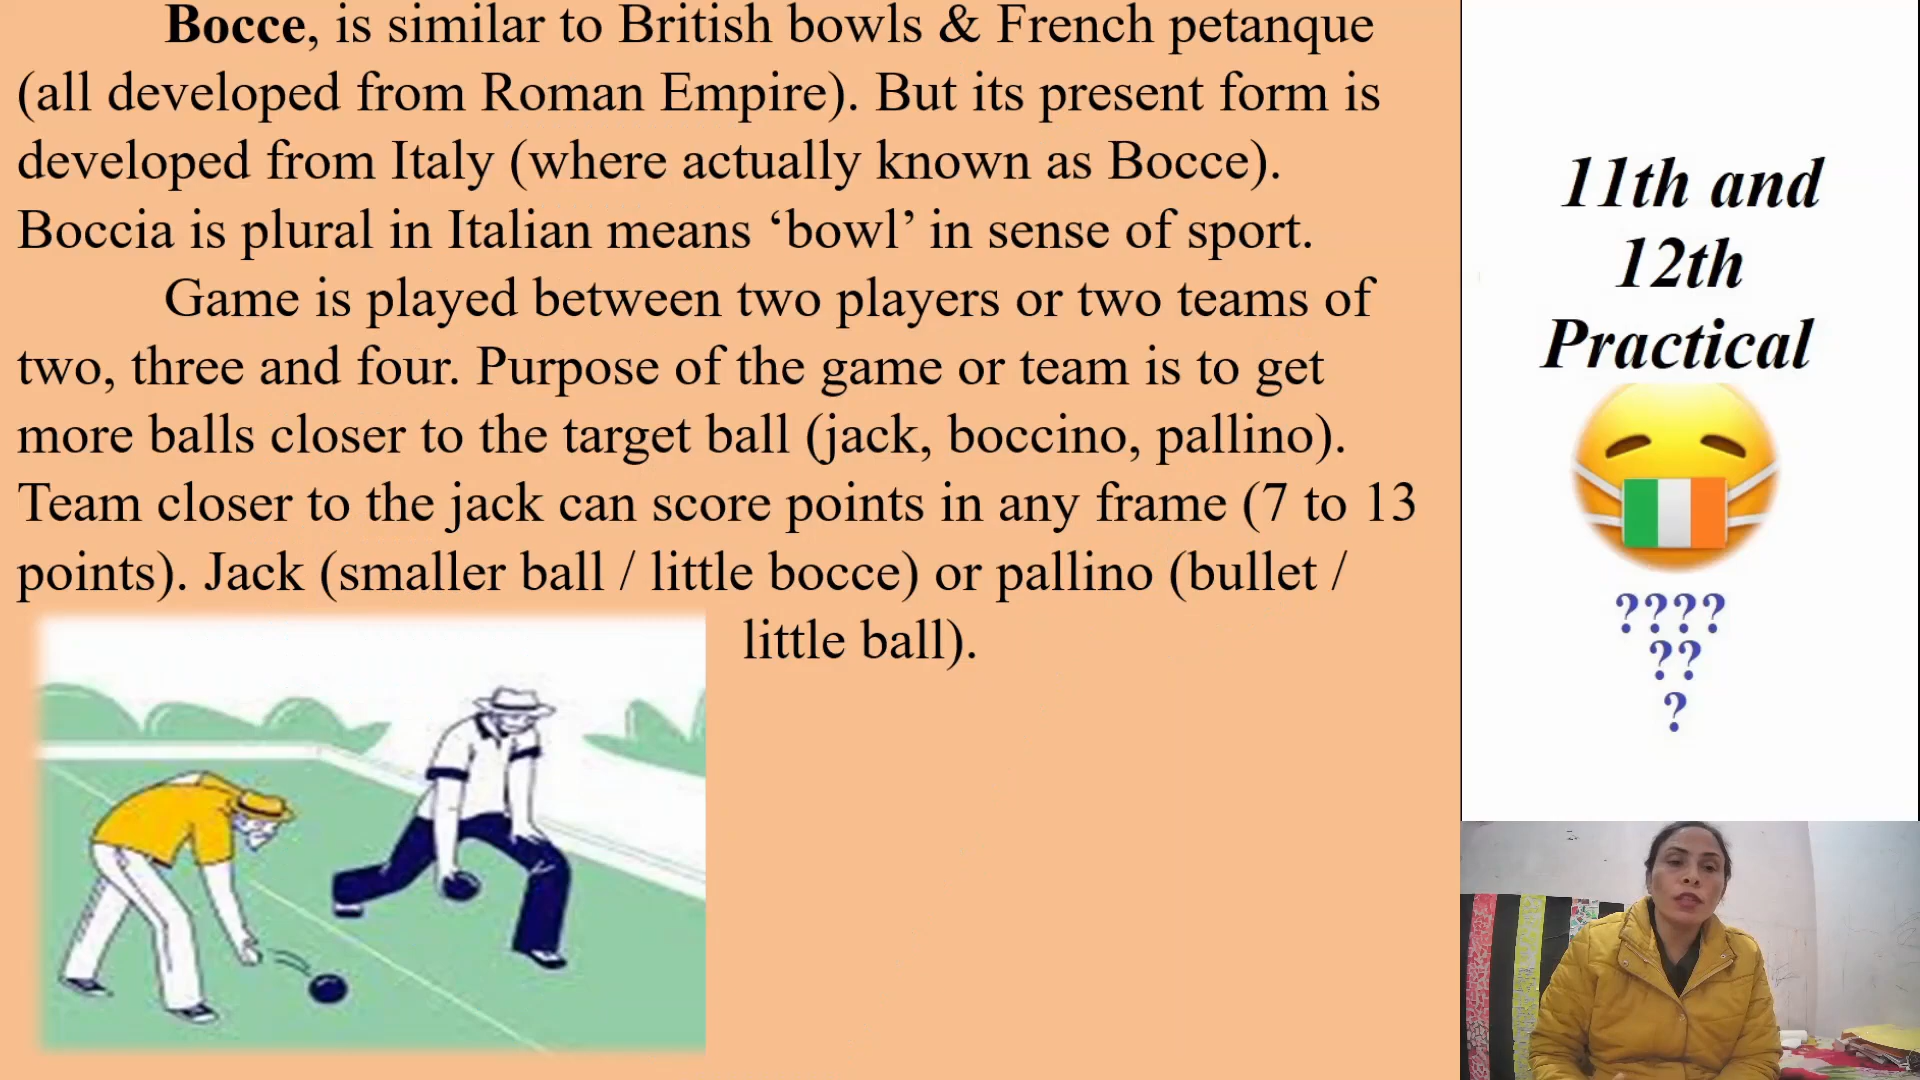 Bocce, is similar to British bowls & French petanque
(all developed from Roman Empire). But its present form is
developed from Italy (where actually known as Bocce).
Boccia is plural in Italian means ‘bowl’ in sense of sport.
Game is played between two players or two teams of
two, three and four. Purpose of the game or team is to get
more balls closer to the target ball (jack, boccino, pallino).
Team closer to the jack can score points in any frame (7 to 13
points). Jack (smaller ball / little bocce) or pallino (bullet /
little ball).
11th and
12th
Practical
????
??
?